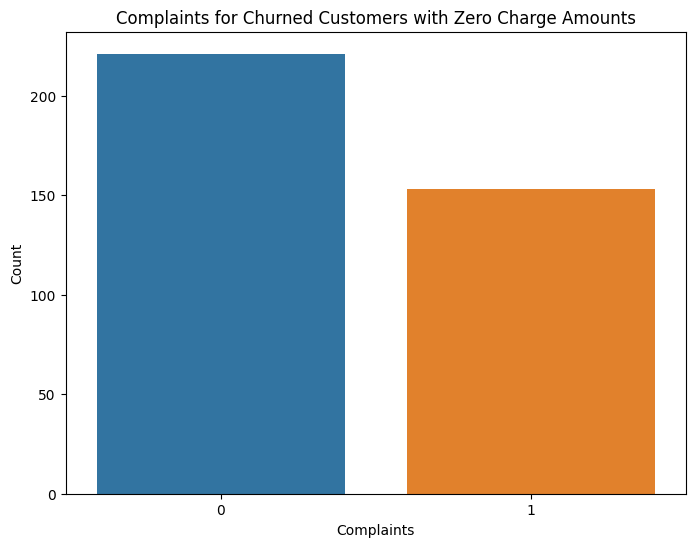 Complaints for Churned Customers with Zero Charge Amounts
200
150
100
50
0
Count
0 1
Complaints